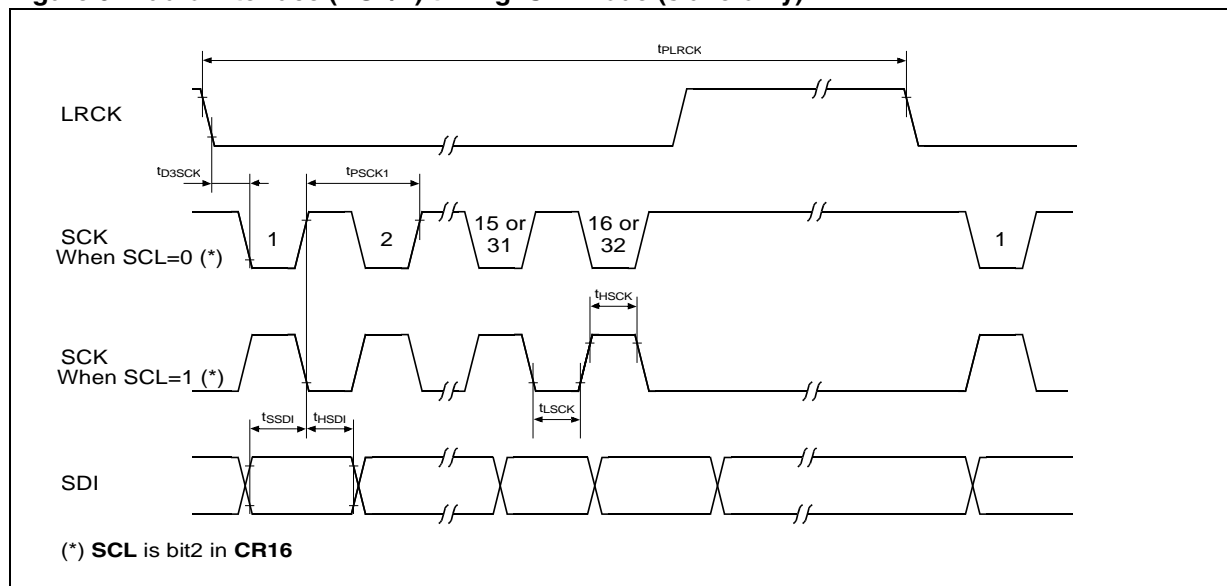 tPLRCK
LRCK
tD3SCK
tPSCK1
SCK
When SCL=0 (*)
1
2
15 or
31
16 or
32
1
tHSCK
SCK
When SCL=1 (*)
tLSCK
tSSDI
tHSDI
SDI
(*) SCL is bit2 in CR16